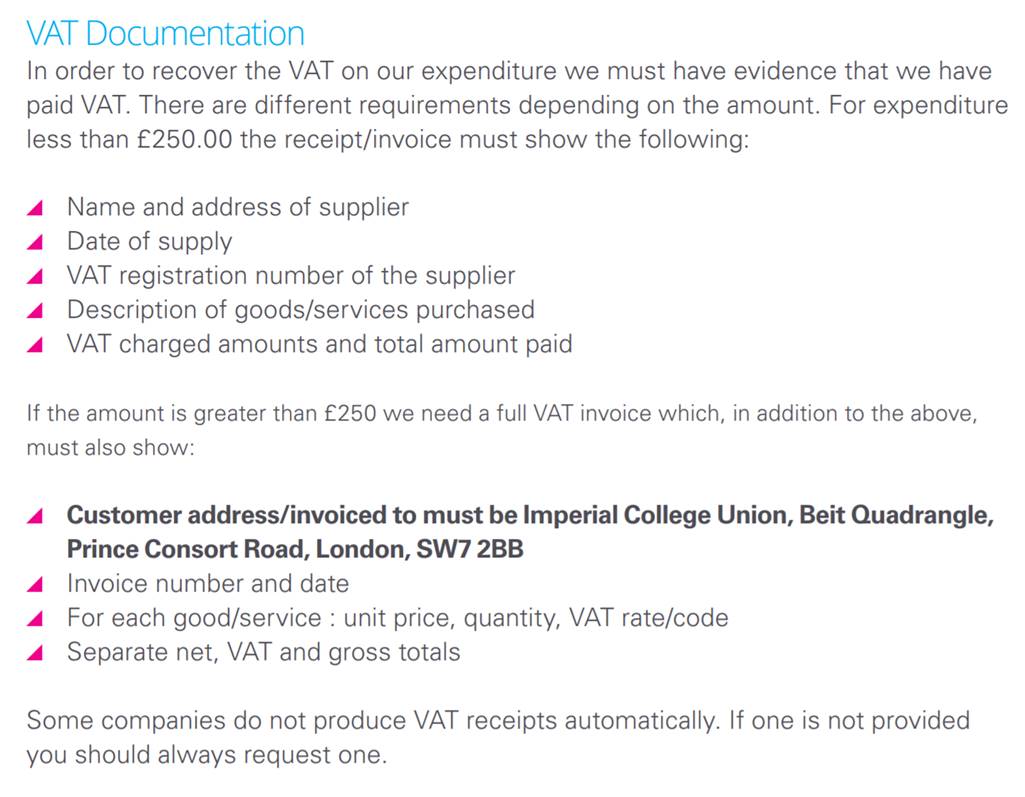 VAT Documentation
In order to recover the VAT on our expenditure we must have evidence that we have
paid VAT. There are different requirements depending on the amount. For expenditure
less than £250.00 the receipt/invoice must show the following:
Name and address of supplier
Date of supply
VAT registration number of the supplier
Description of goods/services purchased
VAT charged amounts and total amount paid
If the amount is greater than £250 we need a full VAT invoice which, in addition to the above,
must also show:
Customer address/invoiced to must be Imperial College Union, Beit Quadrangle,
Prince Consort Road, London, SW7 2BB
Invoice number and date
For each good/service : unit price, quantity, VAT rate/code
Separate net, VAT and gross totals
Some companies do not produce VAT receipts automatically. If one is not provided
you should always request one.